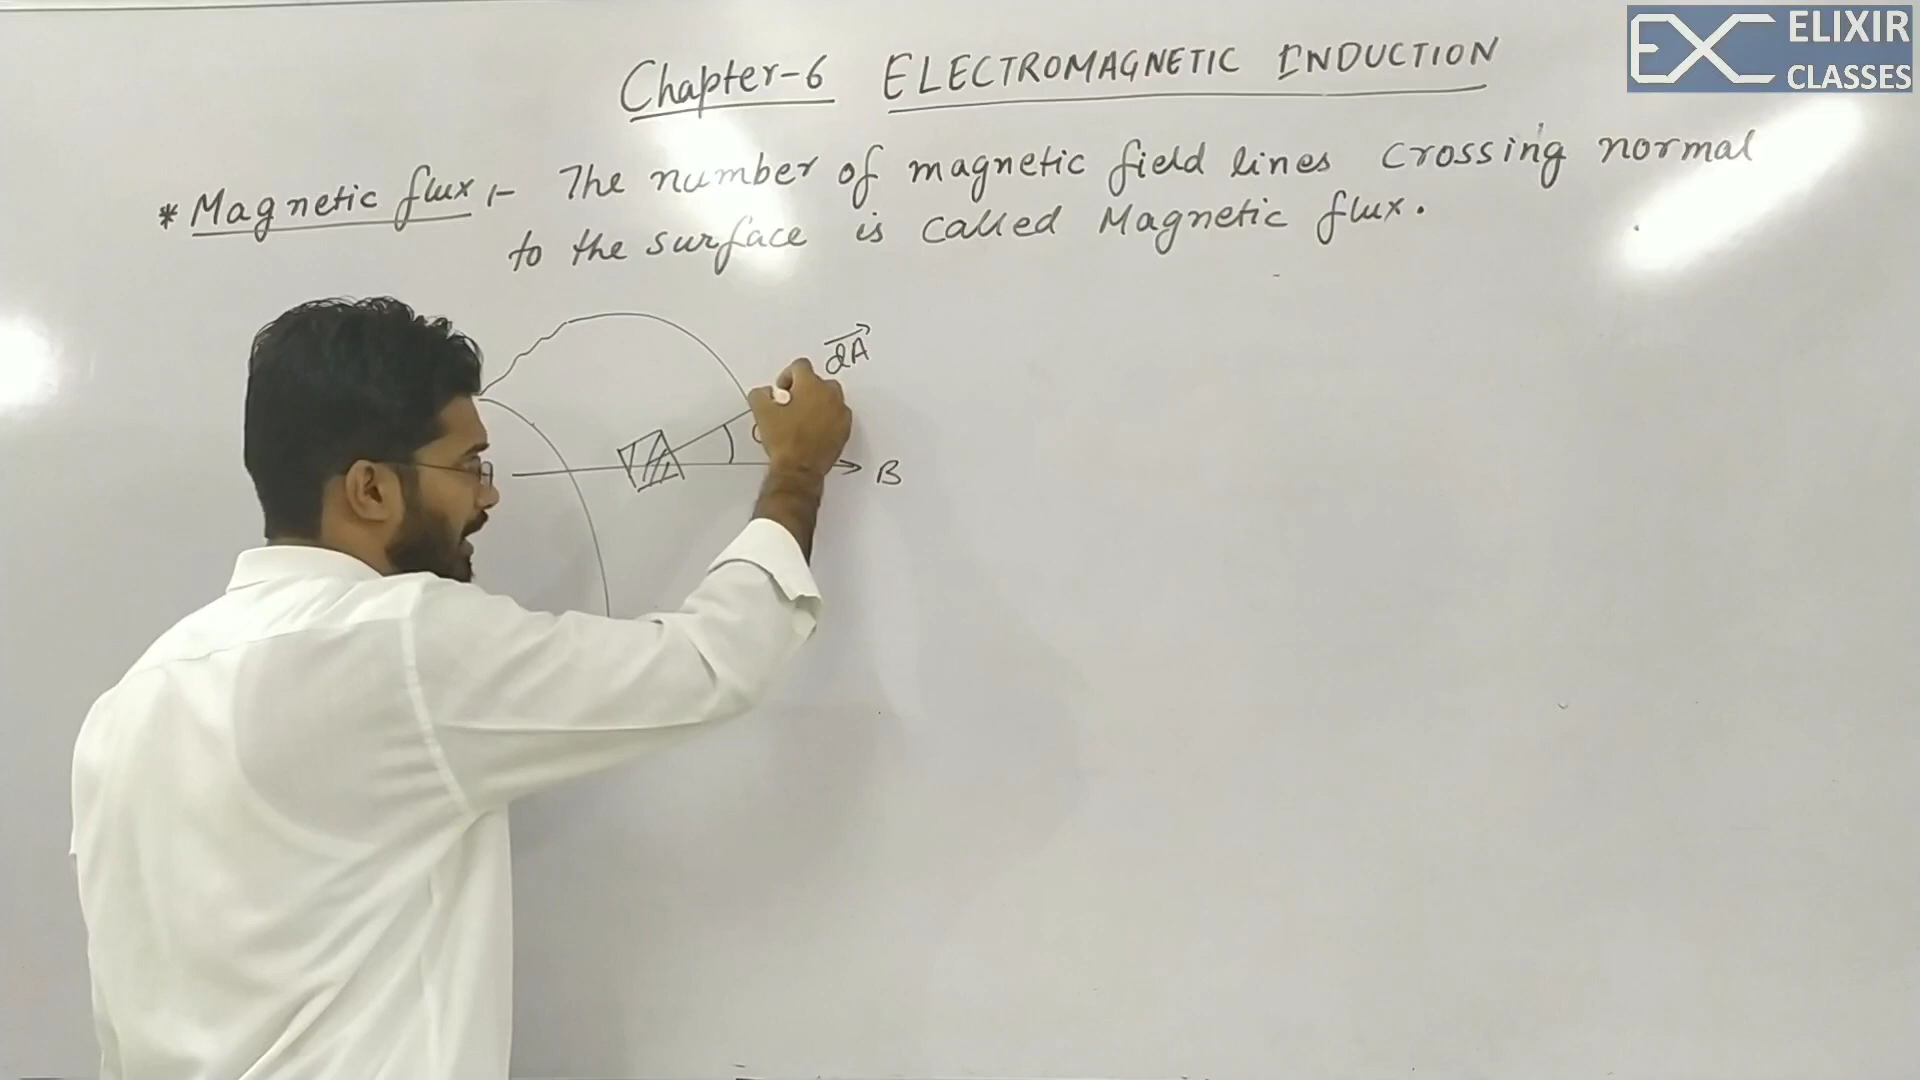 EXC ELIXIR
CLASSES
Chapter-6 ELECTROMAGNETIC INDUCTION
* Magnetic flux :- The number of magnetic field lines crossing normal
to the surface is called Magnetic flux.
dA
B